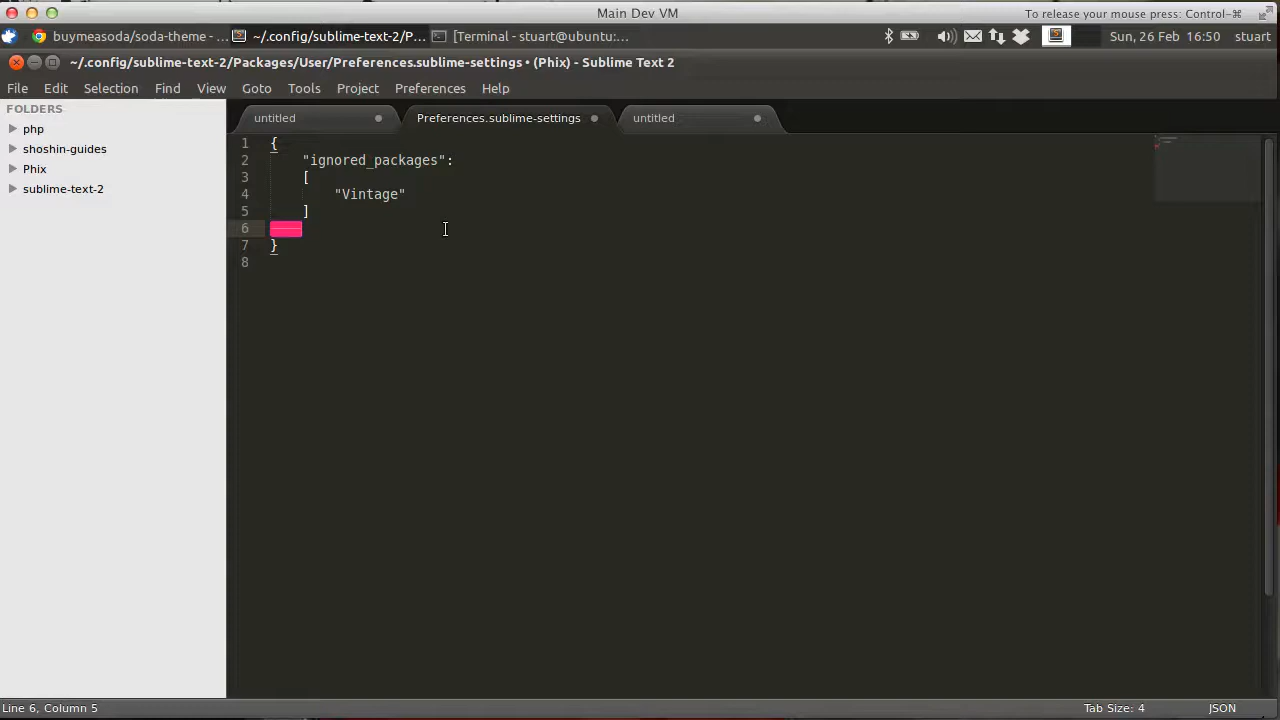 Main Dev VM
To release your mouse press: Control-⌘
buymeasoda/soda-theme - ...
~/.config/sublime-text-2/P...
[Terminal - stuart@ubuntu:...
Sun, 26 Feb 16:50
stuart
~/.config/sublime-text-2/Packages/User/Preferences.sublime-settings • (Phix) - Sublime Text 2
File Edit Selection Find View Goto Tools Project Preferences Help
FOLDERS
php
shoshin-guides
Phix
sublime-text-2
untitled
Preferences.sublime-settings
untitled
1 {
2 "ignored_packages":
3 [
4 "Vintage"
5 ]
6
7 }
8
Line 6, Column 5
Tab Size: 4
JSON